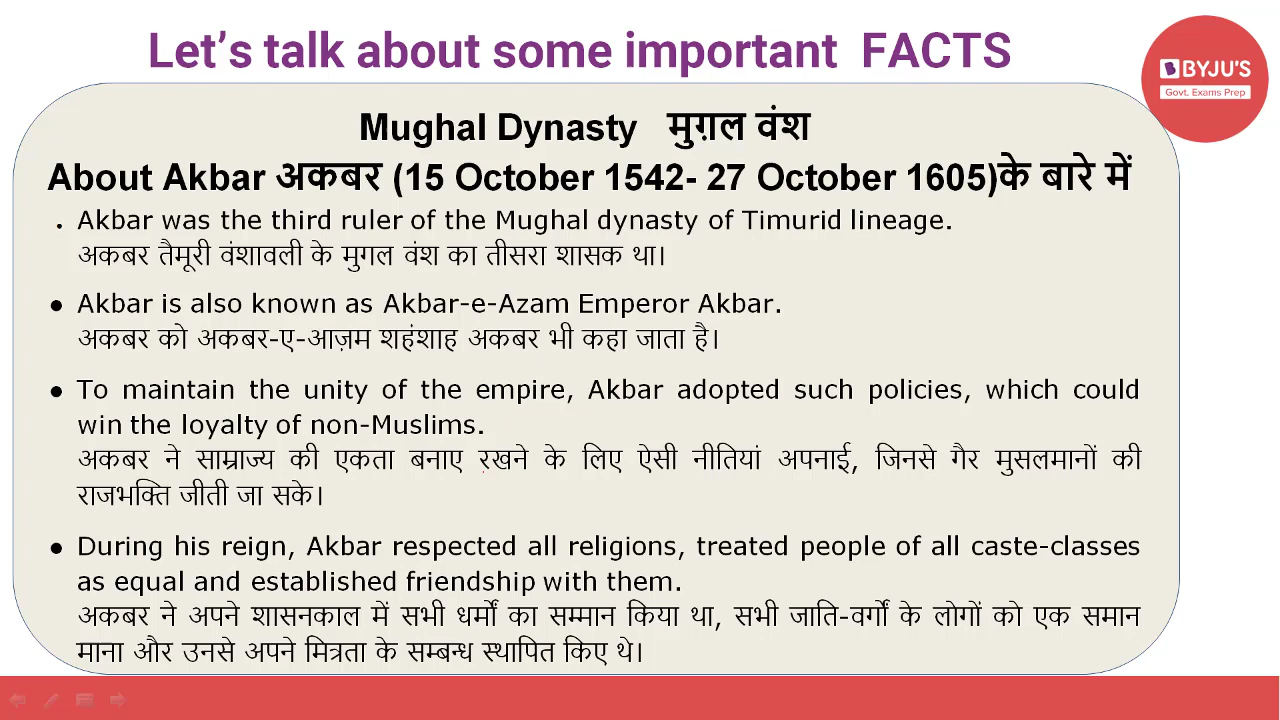 Let's talk about some important FACTS
BYJU'S
Govt. Exams Prep
Mughal Dynasty मुग़ल वंश
About Akbar अकबर (15 October 1542- 27 October 1605)के बारे में
. Akbar was the third ruler of the Mughal dynasty of Timurid lineage.
अकबर तैमूरी वंशावली के मुगल वंश का तीसरा शासक था।
● Akbar is also known as Akbar-e-Azam Emperor Akbar.
अकबर को अकबर-ए-आज़म शहंशाह अकबर भी कहा जाता है।
● To maintain the unity of the empire, Akbar adopted such policies, which could
win the loyalty of non-Muslims.
अकबर ने साम्राज्य की एकता बनाए रखने के लिए ऐसी नीतियां अपनाई, जिनसे गैर मुसलमानों की
राजभक्ति जीती जा सके।
● During his reign, Akbar respected all religions, treated people of all caste-classes
as equal and established friendship with them.
अकबर ने अपने शासनकाल में सभी धर्मों का सम्मान किया था, सभी जाति-वर्गों के लोगों को एक समान
माना और उनसे अपने मित्रता के सम्बन्ध स्थापित किए थे।